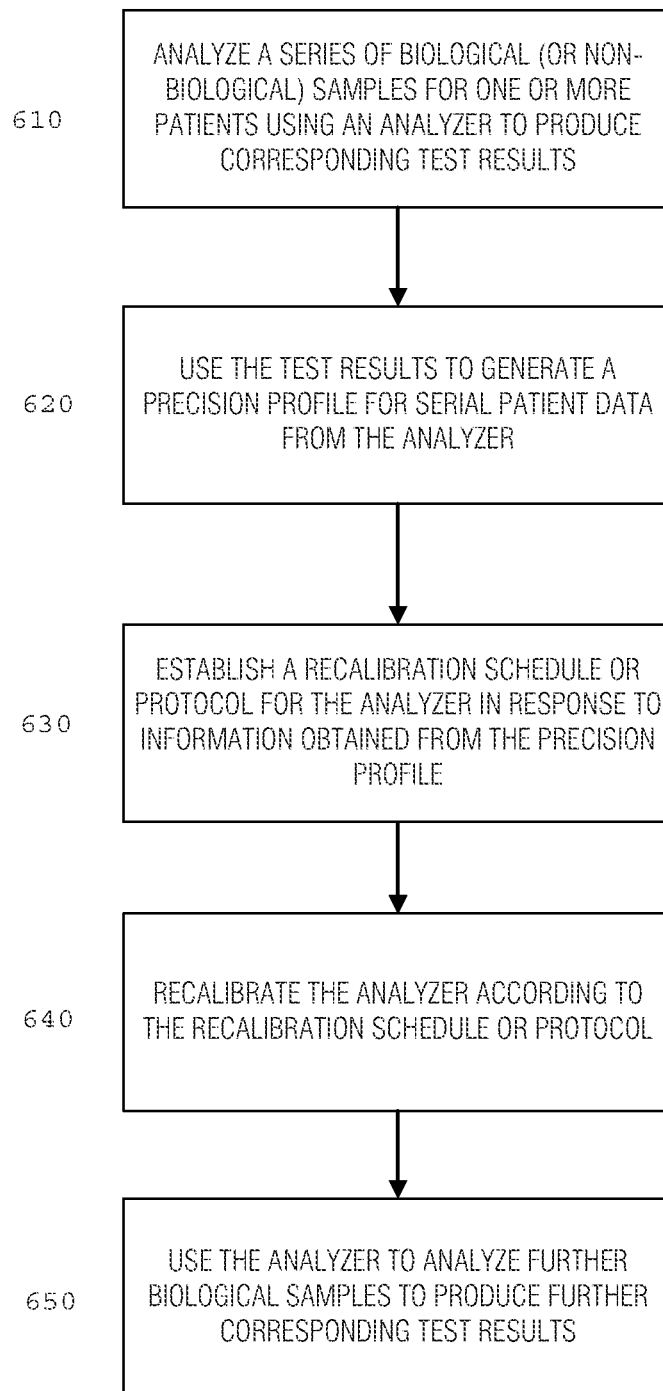 610
ANALYZE A SERIES OF BIOLOGICAL (OR NON-
BIOLOGICAL) SAMPLES FOR ONE OR MORE
PATIENTS USING AN ANALYZER TO PRODUCE
CORRESPONDING TEST RESULTS
620
USE THE TEST RESULTS TO GENERATE A
PRECISION PROFILE FOR SERIAL PATIENT DATA
FROM THE ANALYZER
630
ESTABLISH A RECALIBRATION SCHEDULE OR
PROTOCOL FOR THE ANALYZER IN RESPONSE TO
INFORMATION OBTAINED FROM THE PRECISION
PROFILE
640
RECALIBRATE THE ANALYZER ACCORDING TO
THE RECALIBRATION SCHEDULE OR PROTOCOL
650
USE THE ANALYZER TO ANALYZE FURTHER
BIOLOGICAL SAMPLES TO PRODUCE FURTHER
CORRESPONDING TEST RESULTS